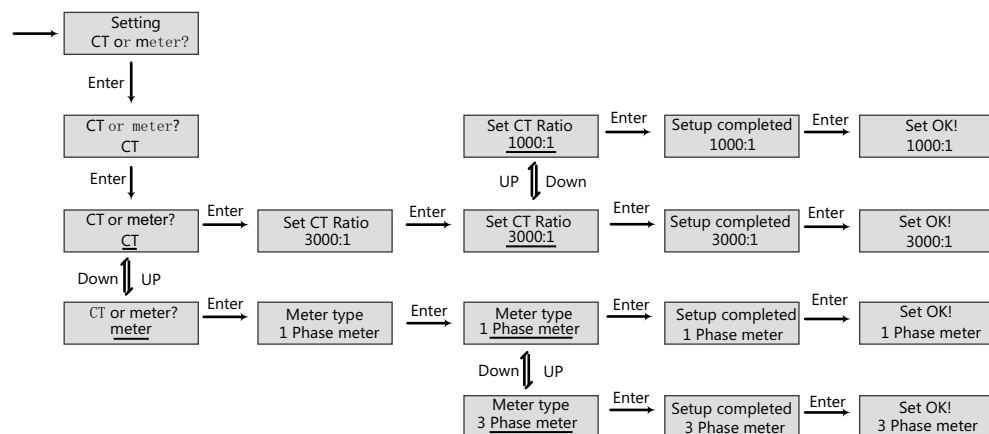 Setting
CT or meter?
Enter
CT or meter?
CT
Enter
Set CT Ratio
1000:1
Enter
Setup completed
1000:1
Enter
Set OK!
1000:1
UP
Down
CT or meter?
CT
Enter
Set CT Ratio
3000:1
Enter
Set CT Ratio
3000:1
Enter
Setup completed
3000:1
Enter
Set OK!
3000:1
Down
UP
CT or meter?
meter
Enter
Meter type
1 Phase meter
Enter
Meter type
1 Phase meter
Enter
Setup completed
1 Phase meter
Enter
Set OK!
1 Phase meter
Down
UP
Meter type
3 Phase meter
Enter
Setup completed
3 Phase meter
Enter
Set OK!
3 Phase meter